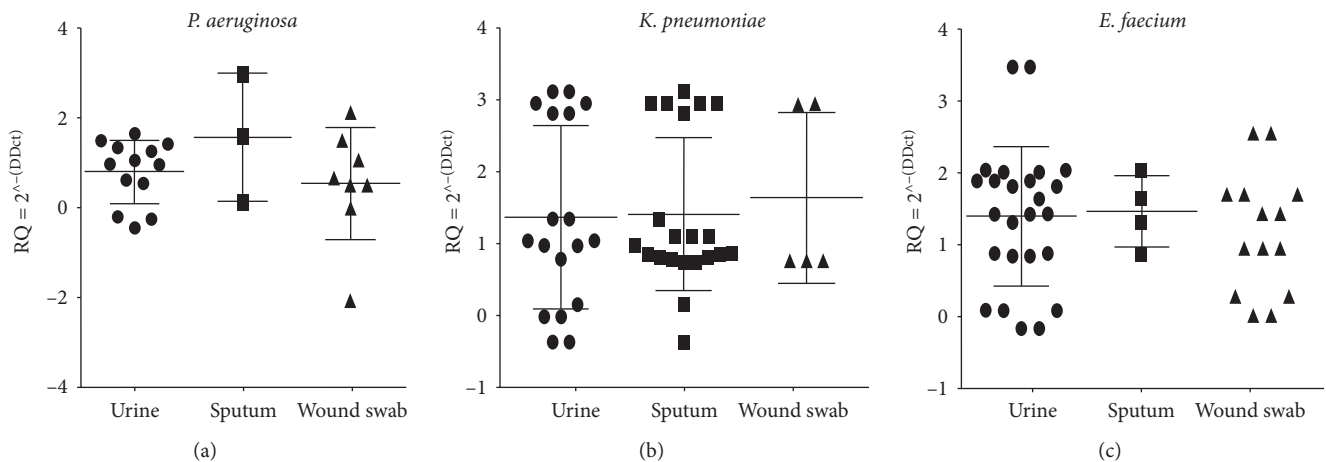 P. aeruginosa
RQ = 2^–(DDct)
4
2
0
–2
–4
Urine
Sputum
Wound swab
(a)
K. pneumoniae
RQ = 2^–(DDct)
4
3
2
1
0
–1
Urine
Sputum
Wound swab
(b)
E. faecium
RQ = 2^–(DDct)
4
3
2
1
0
–1
Urine
Sputum
Wound swab
(c)